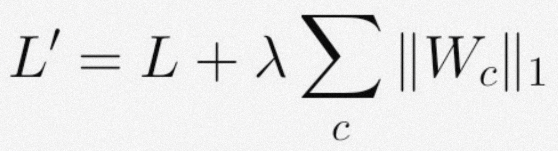 L′ = L + λ ∑_c ‖W_c‖_1